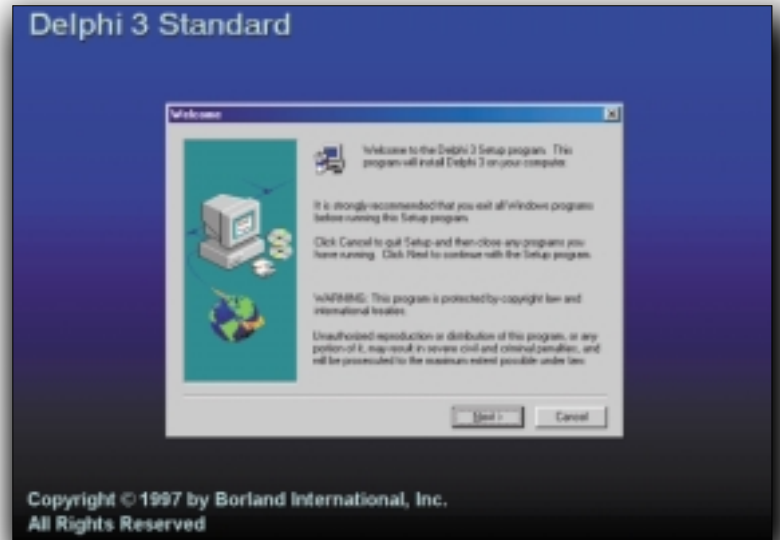 Delphi 3 Standard
Welcome
Welcome to the Delphi 3 Setup program. This
program will install Delphi 3 on your computer.
It is strongly recommended that you exit all Windows programs
before running this Setup program.
Click Cancel to quit Setup and then close any programs you
have running. Click Next to continue with the Setup program.
WARNING: This program is protected by copyright law and
international treaties.
Unauthorized reproduction or distribution of this program, or any
portion of it, may result in severe civil and criminal penalties, and
will be prosecuted to the maximum extent possible under law.
Next >
Cancel
Copyright © 1997 by Borland International, Inc.
All Rights Reserved